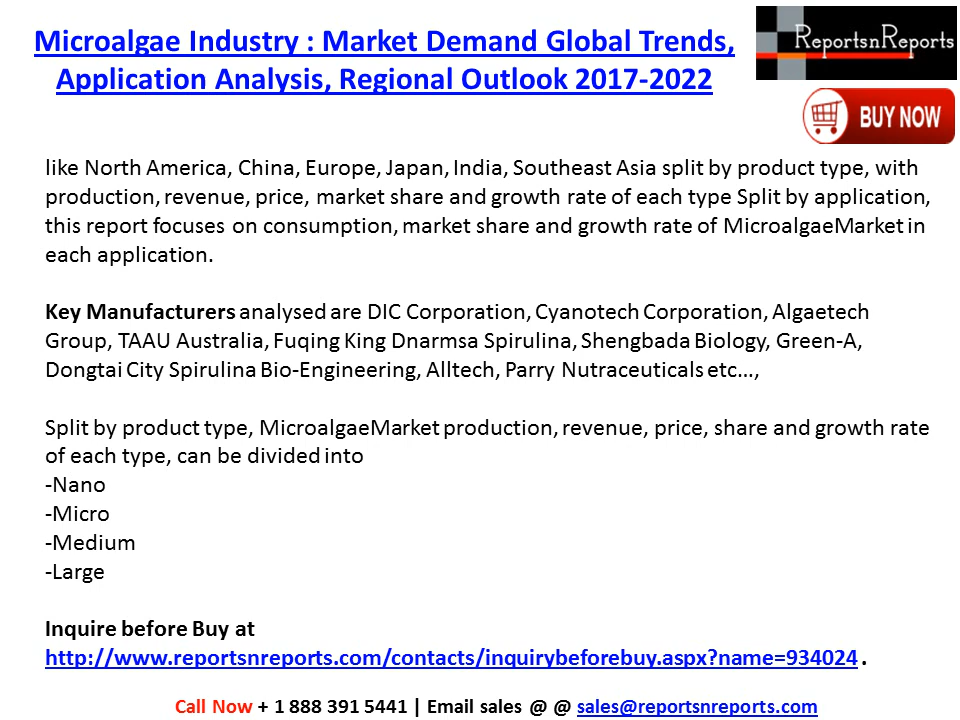 Microalgae Industry : Market Demand Global Trends,
Application Analysis, Regional Outlook 2017-2022
ReportsnReports
BUY NOW
like North America, China, Europe, Japan, India, Southeast Asia split by product type, with
production, revenue, price, market share and growth rate of each type Split by application,
this report focuses on consumption, market share and growth rate of MicroalgaeMarket in
each application.
Key Manufacturers analysed are DIC Corporation, Cyanotech Corporation, Algaetech
Group, TAAU Australia, Fuqing King Dnarmsa Spirulina, Shengbada Biology, Green-A,
Dongtai City Spirulina Bio-Engineering, Alltech, Parry Nutraceuticals etc…,
Split by product type, MicroalgaeMarket production, revenue, price, share and growth rate
of each type, can be divided into
-Nano
-Micro
-Medium
-Large
Inquire before Buy at
http://www.reportsnreports.com/contacts/inquirybeforebuy.aspx?name=934024 .
Call Now + 1 888 391 5441 | Email sales @ @ sales@reportsnreports.com